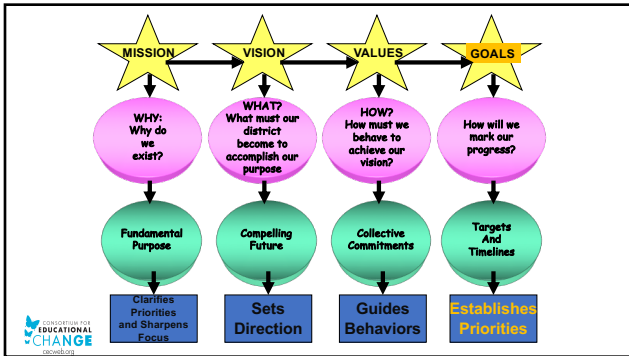 MISSION
VISION
VALUES
GOALS
WHY:
Why do
we
exist?
WHAT?
What must our
district
become to
accomplish our
purpose
HOW?
How must we
behave to
achieve our
vision?
How will we
mark our
progress?
Fundamental
Purpose
Compelling
Future
Collective
Commitments
Targets
And
Timelines
Clarifies
Priorities
and Sharpens
Focus
Sets
Direction
Guides
Behaviors
Establishes
Priorities
CONSORTIUM FOR
EDUCATIONAL
CHANGE
cecweb.org